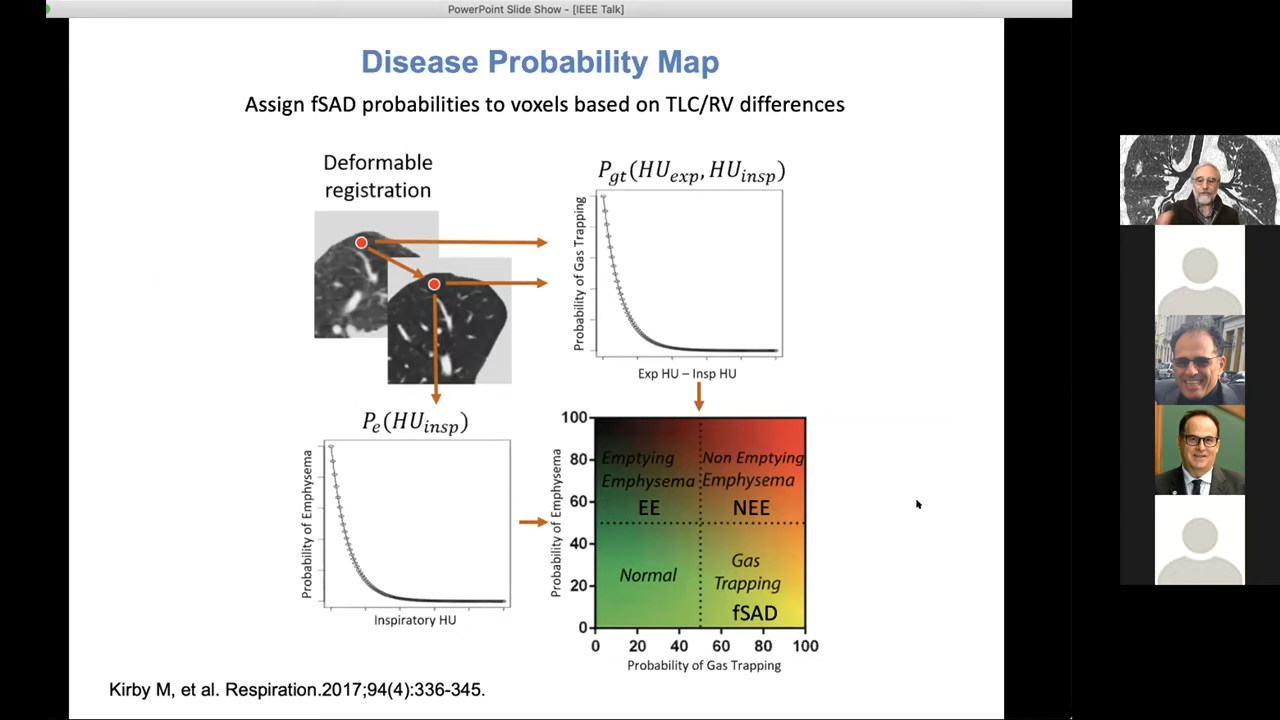 PowerPoint Slide Show - [IEEE Talk]
Disease Probability Map
Assign fSAD probabilities to voxels based on TLC/RV differences
Deformable
registration
P_gt(HU_exp, HU_insp)
Probability of Gas Trapping
Exp HU – Insp HU
P_e(HU_insp)
Probability of Emphysema
Inspiratory HU
Probability of Emphysema
100
80
60
40
20
0
Emptying
Emphysema
EE
Non Emptying
Emphysema
NEE
Normal
Gas
Trapping
fSAD
0 20 40 60 80 100
Probability of Gas Trapping
Kirby M, et al. Respiration.2017;94(4):336-345.